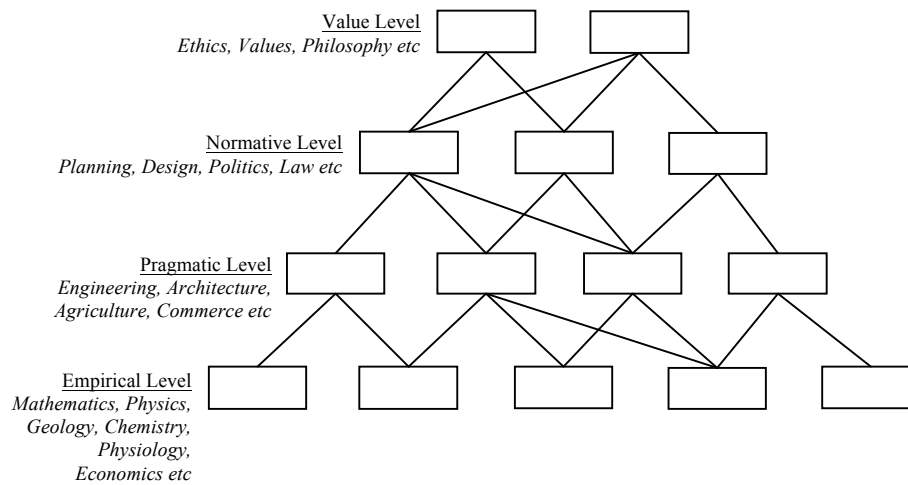 Value Level
Ethics, Values, Philosophy etc
Normative Level
Planning, Design, Politics, Law etc
Pragmatic Level
Engineering, Architecture,
Agriculture, Commerce etc
Empirical Level
Mathematics, Physics,
Geology, Chemistry,
Physiology,
Economics etc